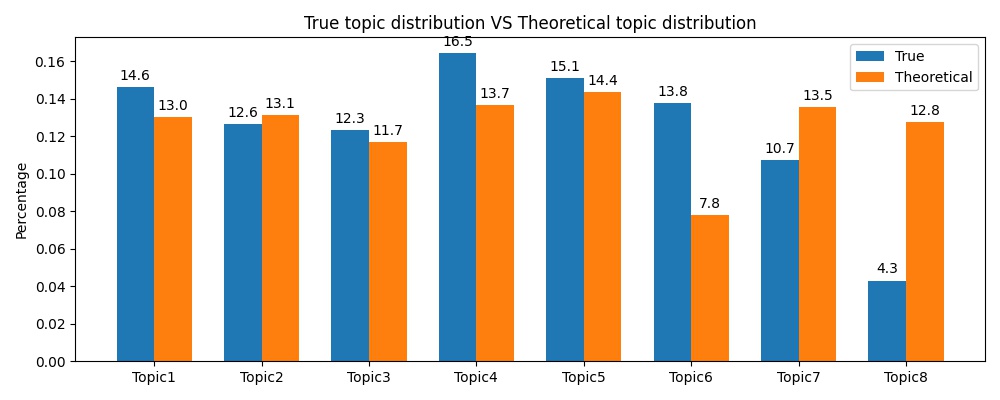 True topic distribution VS Theoretical topic distribution
True
Theoretical
Percentage
0.16
0.14
0.12
0.10
0.08
0.06
0.04
0.02
0.00
14.6
13.0
12.6
13.1
12.3
11.7
16.5
13.7
15.1
14.4
13.8
7.8
10.7
13.5
4.3
12.8
Topic1
Topic2
Topic3
Topic4
Topic5
Topic6
Topic7
Topic8